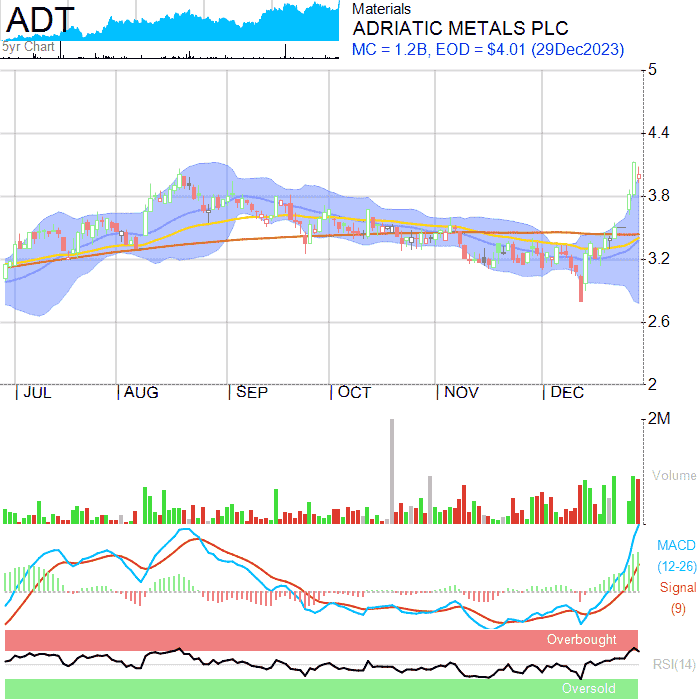 ADT
5yr Chart
Materials
ADRIATIC METALS PLC
MC = 1.2B, EOD = $4.01 (29Dec2023)
5
4.4
3.8
3.2
2.6
2
JUL AUG SEP OCT NOV DEC
2M
Volume
MACD
(12-26)
Signal
(9)
Overbought
RSI(14)
Oversold